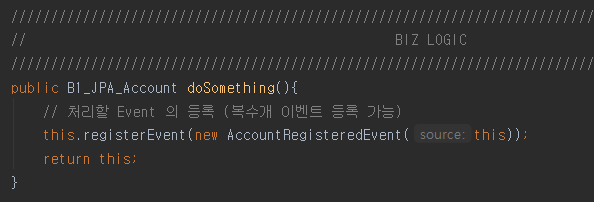 ////////////////////////////////////////////////////////////////////////
// BIZ LOGIC
////////////////////////////////////////////////////////////////////////
public B1_JPA_Account doSomething(){
// 처리할 Event 의 등록 (복수개 이벤트 등록 가능)
this.registerEvent(new AccountRegisteredEvent( source: this));
return this;
}